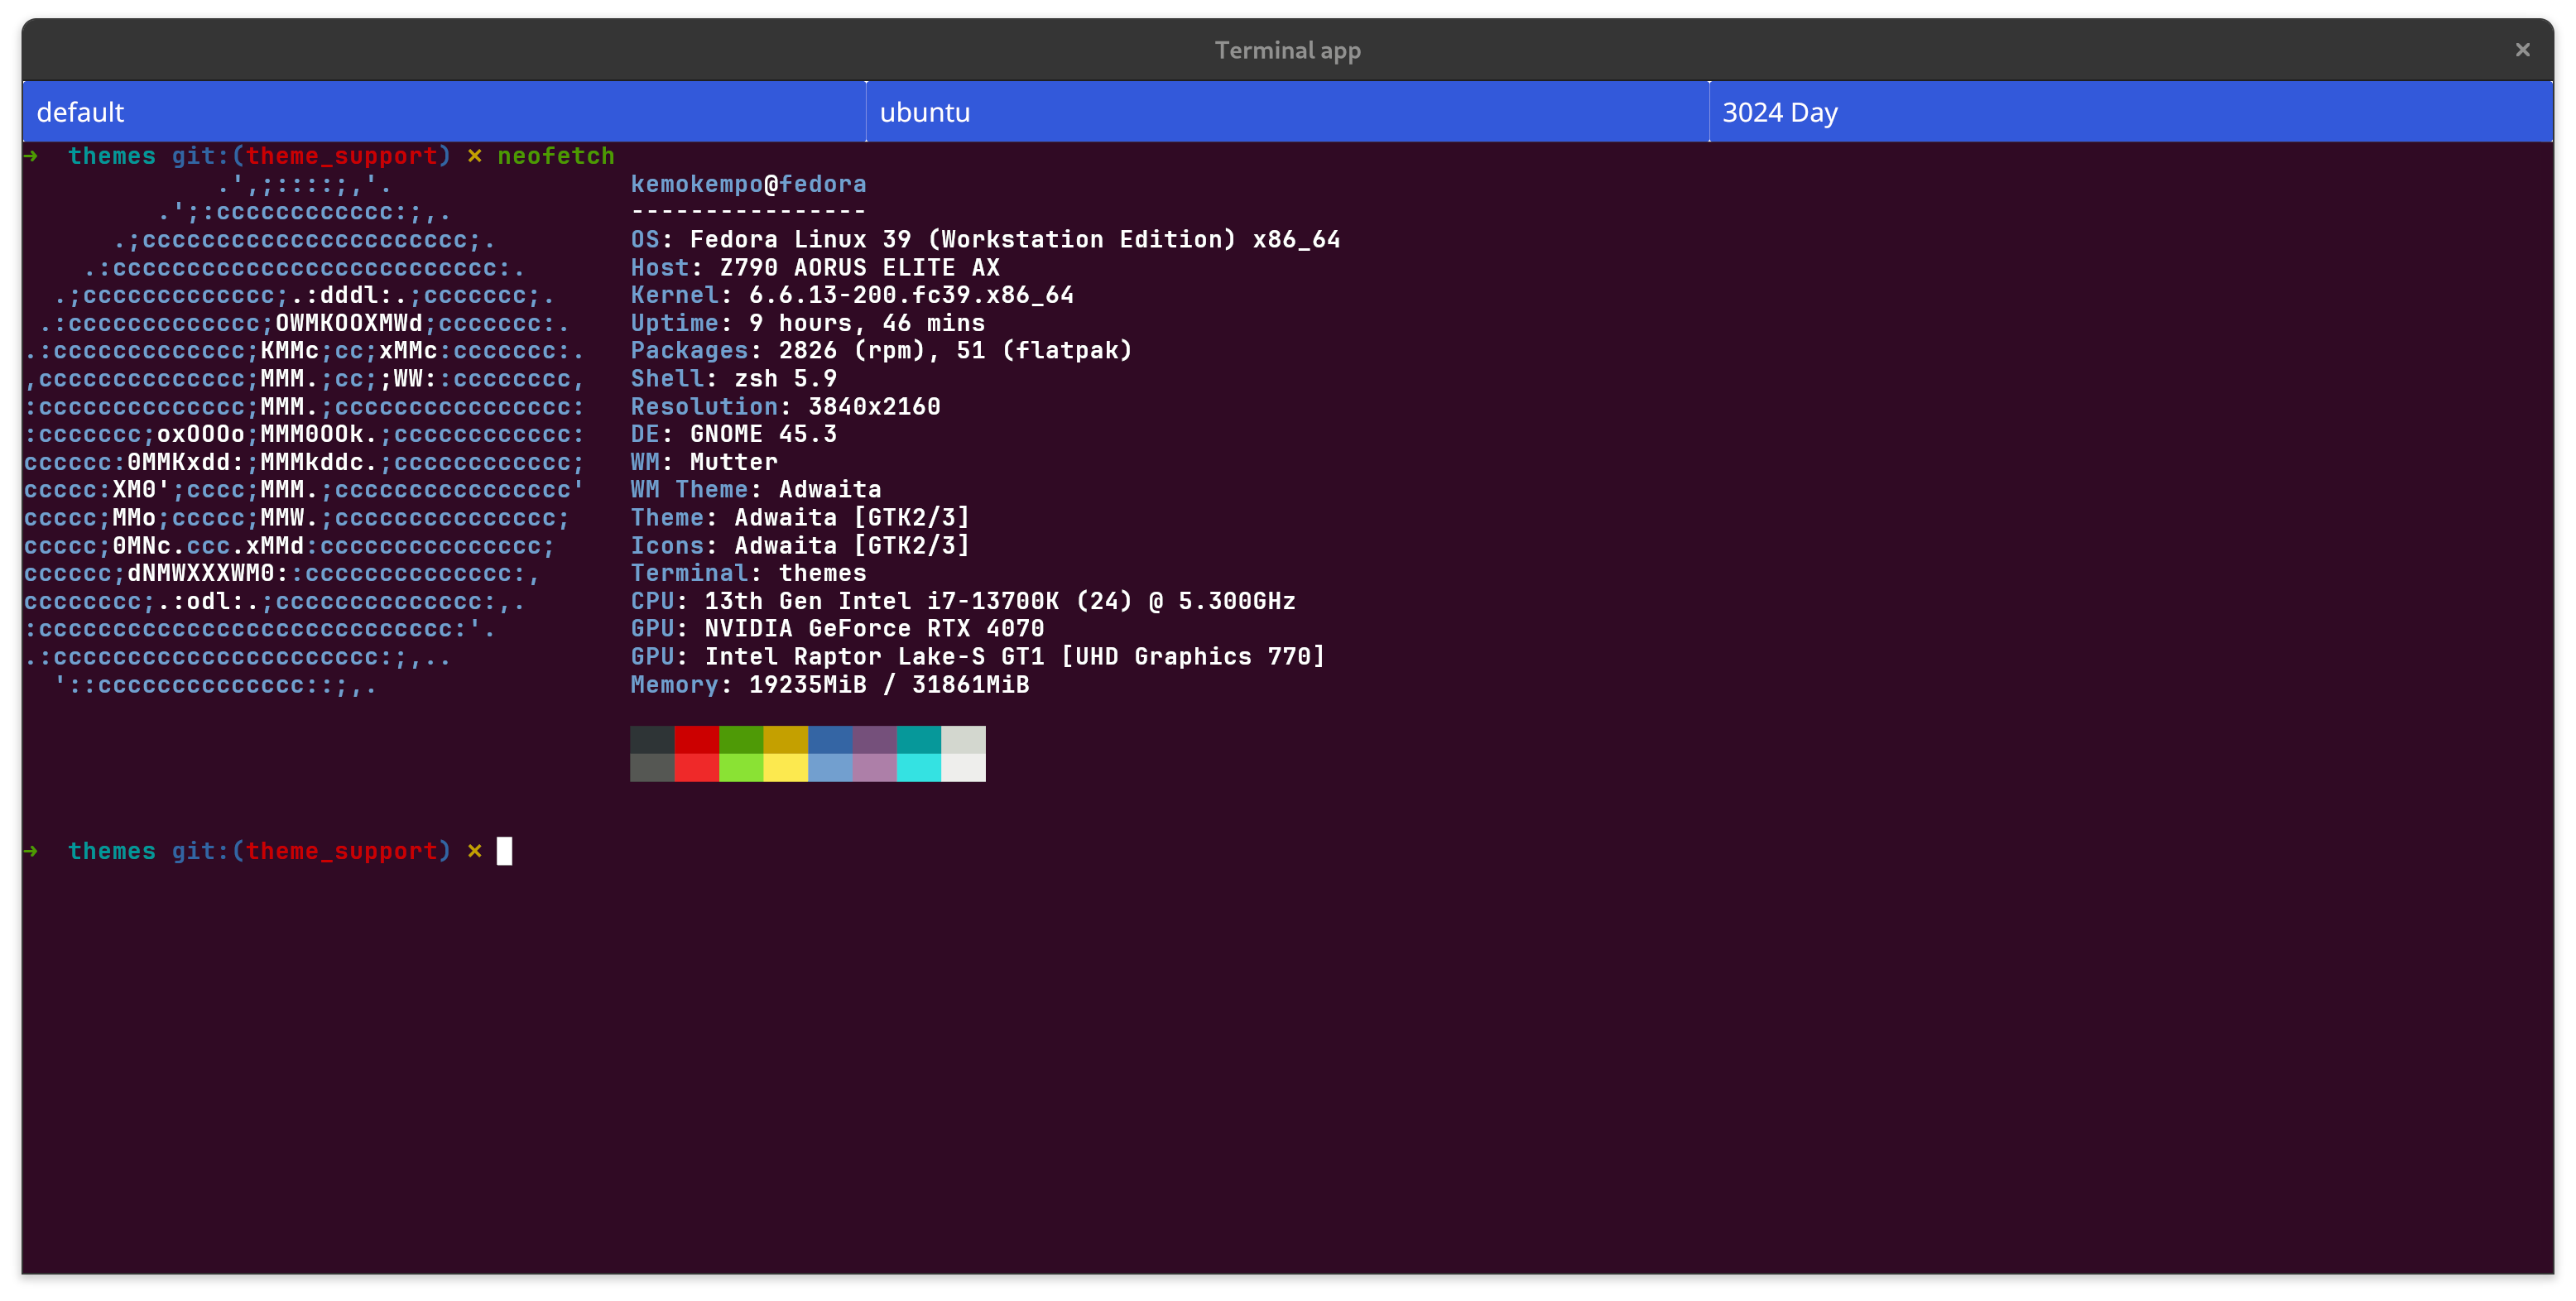 Terminal app ×
default ubuntu 3024 Day
➜  themes git:(theme_support) × neofetch
             .',;::::;,'.                kemokempo@fedora
         .';:cccccccccccc:;,.            ----------------
      .;cccccccccccccccccccccc;.         OS: Fedora Linux 39 (Workstation Edition) x86_64
    .:cccccccccccccccccccccccccc:.       Host: Z790 AORUS ELITE AX
  .;ccccccccccccc;.:dddl:.;ccccccc;.     Kernel: 6.6.13-200.fc39.x86_64
 .:ccccccccccccc;OWMKOOXMWd;ccccccc:.    Uptime: 9 hours, 46 mins
.:ccccccccccccc;KMMc;cc;xMMc:ccccccc:.   Packages: 2826 (rpm), 51 (flatpak)
,cccccccccccccc;MMM.;cc;;WW::cccccccc,   Shell: zsh 5.9
:cccccccccccccc;MMM.;cccccccccccccccc:   Resolution: 3840x2160
:ccccccc;oxOOOo;MMM0OOk.;cccccccccccc:   DE: GNOME 45.3
cccccc:0MMKxdd:;MMMkddc.;cccccccccccc;   WM: Mutter
ccccc:XM0';cccc;MMM.;cccccccccccccccc'   WM Theme: Adwaita
ccccc;MMo;ccccc;MMW.;ccccccccccccccc;    Theme: Adwaita [GTK2/3]
ccccc;0MNc.ccc.xMMd:ccccccccccccccc;     Icons: Adwaita [GTK2/3]
cccccc;dNMWXXXWM0::cccccccccccccc:,      Terminal: themes
cccccccc;.:odl:.;cccccccccccccc:,.       CPU: 13th Gen Intel i7-13700K (24) @ 5.300GHz
:cccccccccccccccccccccccccccc:'.         GPU: NVIDIA GeForce RTX 4070
.:cccccccccccccccccccccc:;,..            GPU: Intel Raptor Lake-S GT1 [UHD Graphics 770]
  '::cccccccccccccc::;,.                 Memory: 19235MiB / 31861MiB
➜  themes git:(theme_support) ×